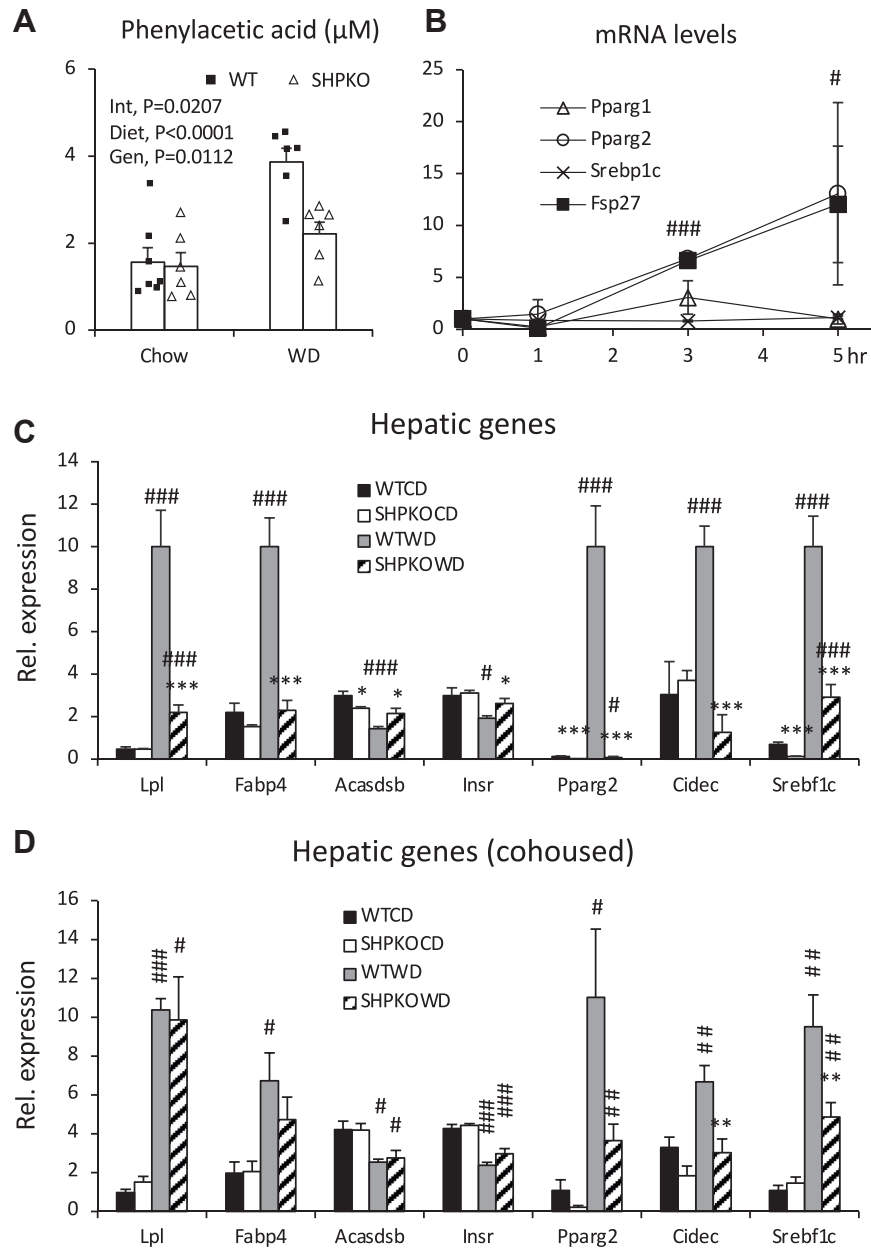 A
Phenylacetic acid (µM)
6
4
2
0
WT
SHPKO
Int, P=0.0207
Diet, P<0.0001
Gen, P=0.0112
Chow
WD
B
mRNA levels
25
20
15
10
5
0
Pparg1
Pparg2
Srebp1c
Fsp27
###
#
0
1
2
3
4
5 hr
C
Hepatic genes
Rel. expression
14
12
10
8
6
4
2
0
WTCD
SHPKOCD
WTWD
SHPKOWD
###
###
***
###
***
*
###
*
#
*
***
###
#
***
###
***
***
###
###
***
Lpl
Fabp4
Acasdsb
Insr
Pparg2
Cidec
Srebf1c
D
Hepatic genes (cohoused)
Rel. expression
16
14
12
10
8
6
4
2
0
WTCD
SHPKOCD
WTWD
SHPKOWD
###
#
#
#
#
###
###
#
##
##
**
##
##
**
Lpl
Fabp4
Acasdsb
Insr
Pparg2
Cidec
Srebf1c